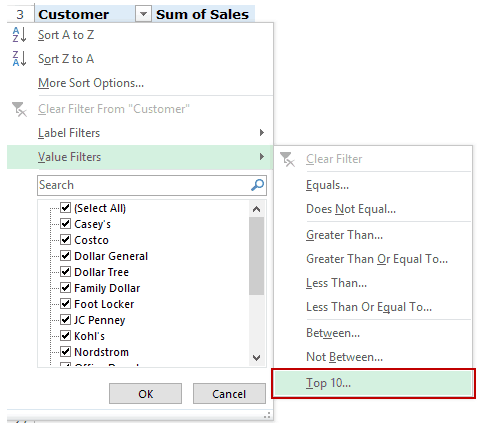 3 Customer Sum of Sales
Sort A to Z
Sort Z to A
More Sort Options...
Clear Filter From "Customer"
Label Filters
Value Filters
Search
(Select All)
Casey's
Costco
Dollar General
Dollar Tree
Family Dollar
Foot Locker
JC Penney
Kohl's
Nordstrom
OK Cancel
Clear Filter
Equals...
Does Not Equal...
Greater Than...
Greater Than Or Equal To...
Less Than...
Less Than Or Equal To...
Between...
Not Between...
Top 10...